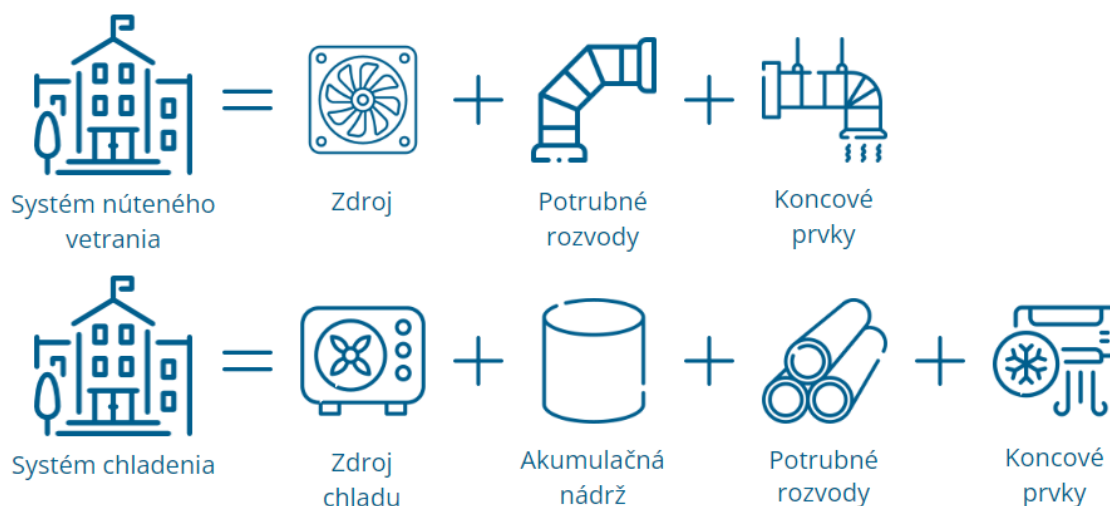 Systém núteného
vetrania
Zdroj
Potrubné
rozvody
Koncové
prvky
Systém chladenia
Zdroj
chladu
Akumulačná
nádrž
Potrubné
rozvody
Koncové
prvky